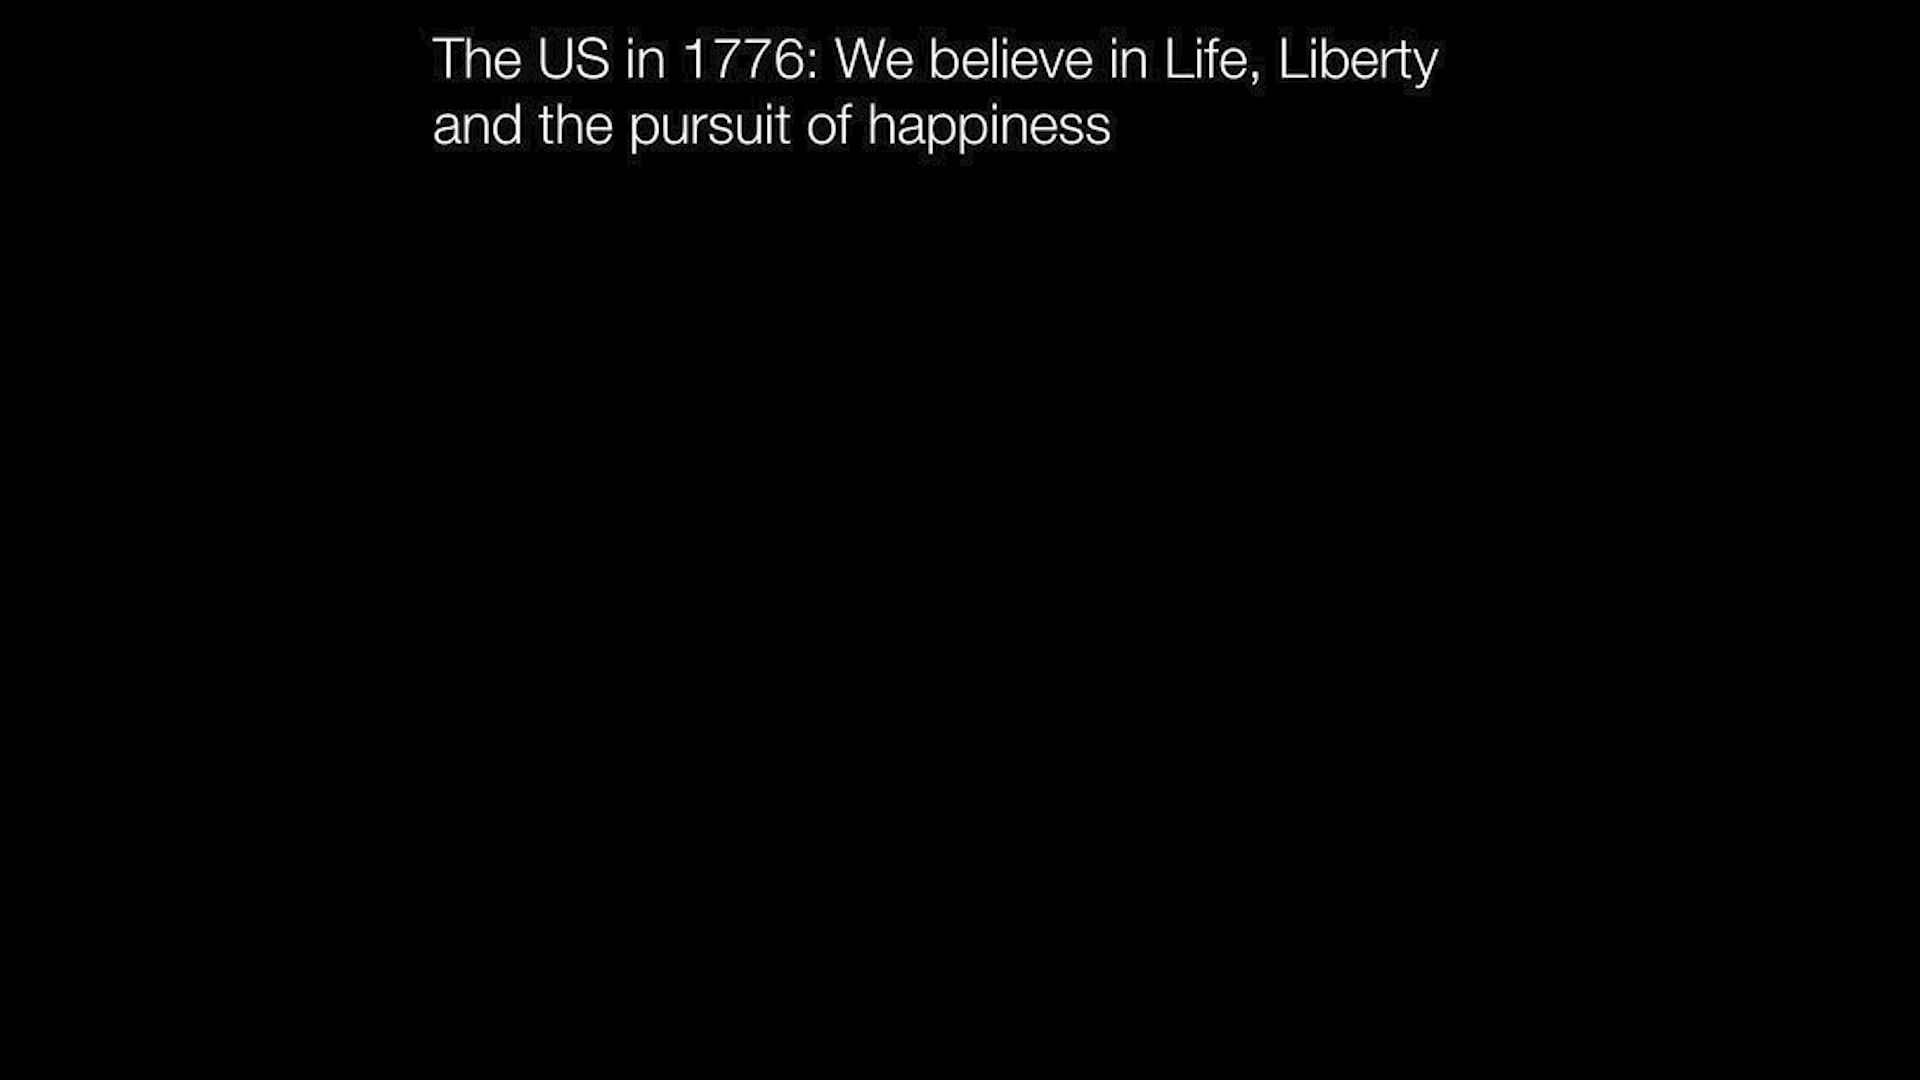 The US in 1776: We believe in Life, Liberty
and the pursuit of happiness